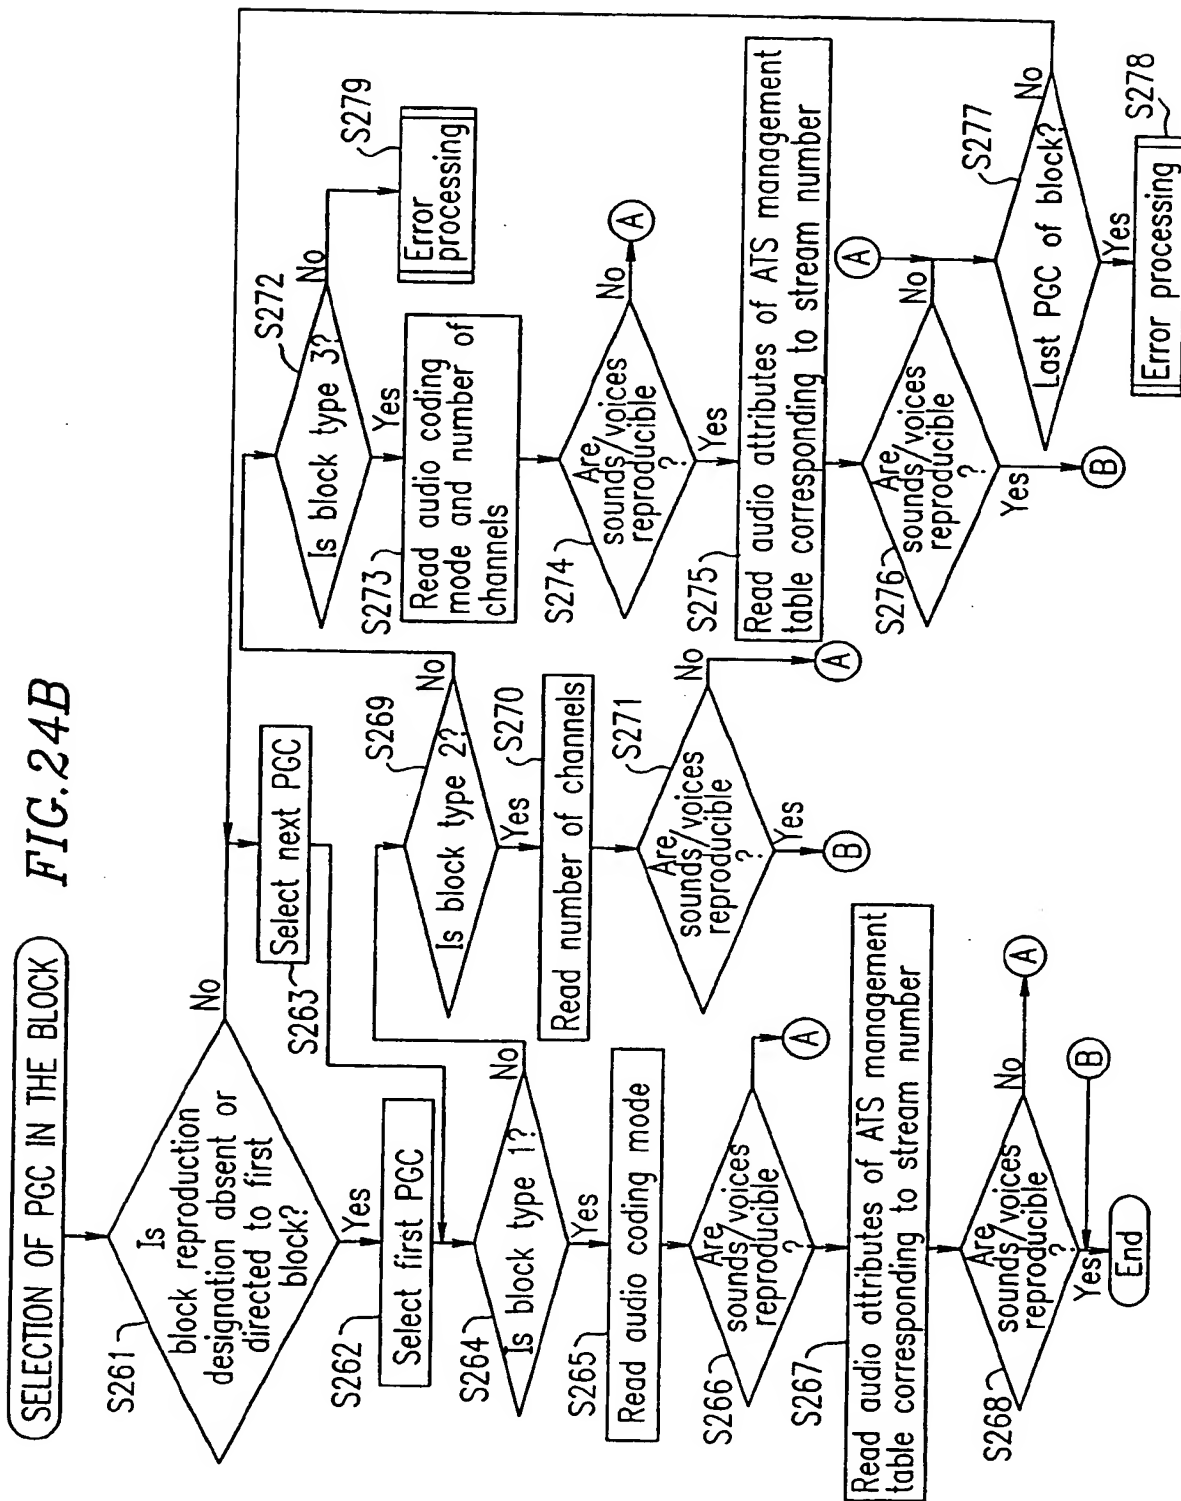 FIG.24B
SELECTION OF PGC IN THE BLOCK
S261
Is
block reproduction
designation absent or
directed to first
block?
No
Yes
S262
Select first PGC
S263
Select next PGC
S264
Is block type 1?
No
Yes
S265
Read audio coding mode
S266
Are
sounds/voices
reproducible
?
A
S267
Read audio attributes of ATS management
table corresponding to stream number
S268
Are
sounds/voices
reproducible
?
No
A
Yes
B
End
S269
Is block type 2?
No
Yes
S270
Read number of channels
S271
Are
sounds/voices
reproducible
?
No
A
Yes
B
S272
Is block type 3?
No
S279
Error
processing
Yes
S273
Read audio coding
mode and number of
channels
S274
Are
sounds/voices
reproducible
?
No
A
Yes
S275
Read audio attributes of ATS management
table corresponding to stream number
S276
Are
sounds/voices
reproducible
?
No
A
Yes
B
S277
Last PGC of block?
No
Yes
S278
Error processing